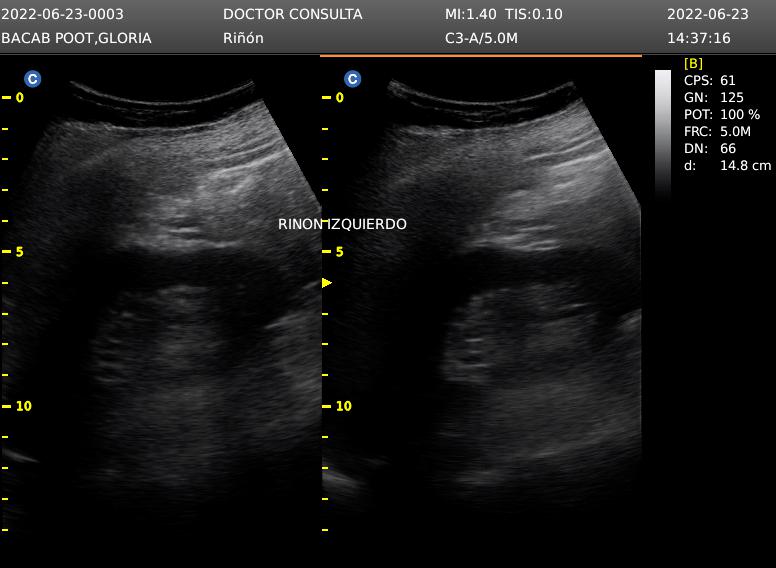 2022-06-23-0003 DOCTOR CONSULTA MI:1.40 TIS:0.10 2022-06-23
BACAB POOT,GLORIA Riñón C3-A/5.0M 14:37:16
[B]
C C CPS: 61
0 0 GN: 125
POT: 100 %
FRC: 5.0M
DN: 66
d: 14.8 cm
RINON IZQUIERDO
5 5
10 10